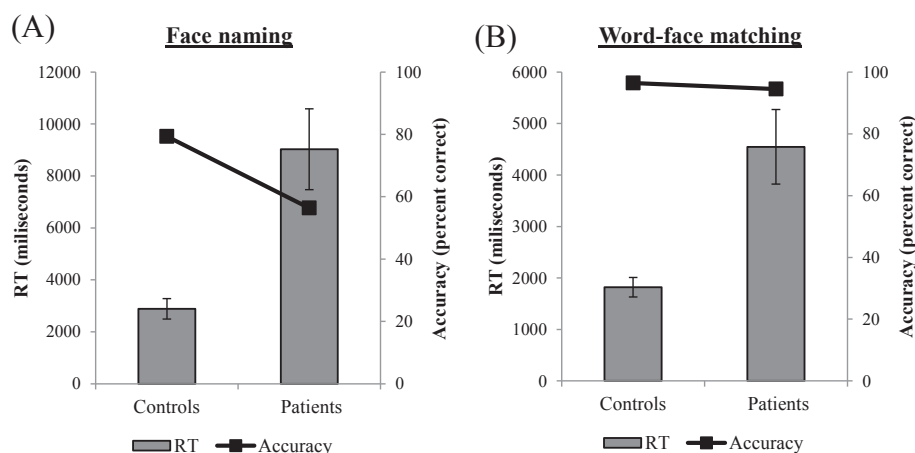 (A)
Face naming
12000
10000
8000
6000
4000
2000
0
RT (miliseconds)
100
80
60
40
20
0
Accuracy (percent correct)
Controls Patients
RT Accuracy
(B)
Word-face matching
6000
5000
4000
3000
2000
1000
0
RT (miliseconds)
100
80
60
40
20
0
Accuracy (percent correct)
Controls Patients
RT Accuracy